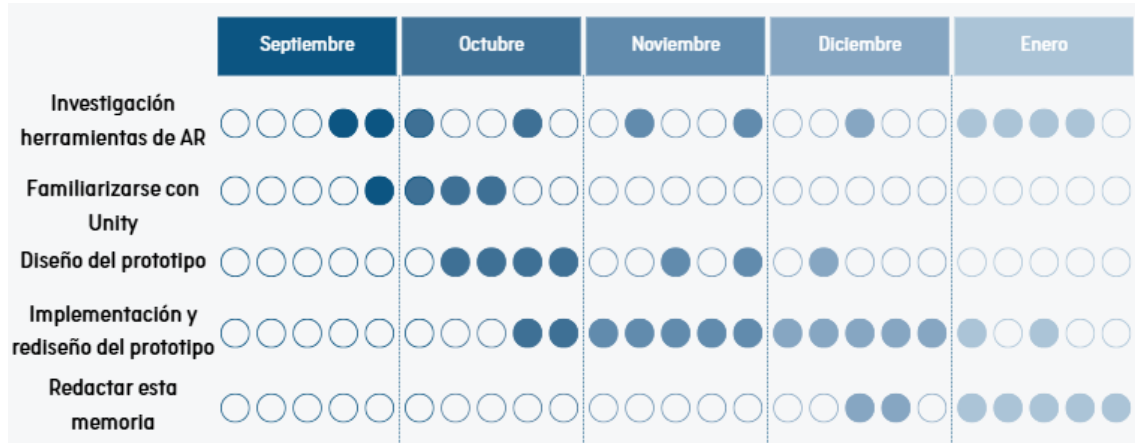 Septiembre Octubre Noviembre Diciembre Enero
Investigación
herramientas de AR
Familiarizarse con
Unity
Diseño del prototipo
Implementación y
rediseño del prototipo
Redactar esta
memoria